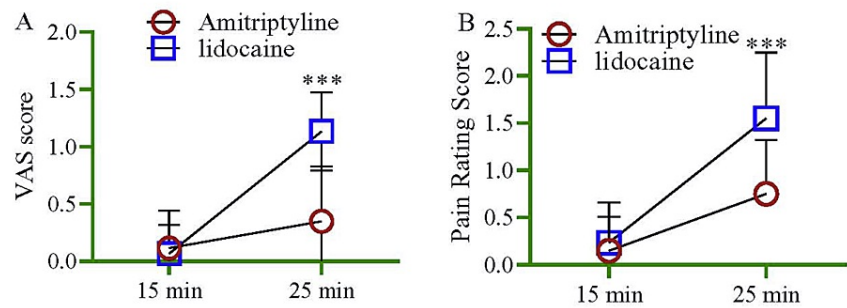 A
Amitriptyline
lidocaine
VAS score
2.0
1.5
1.0
0.5
0.0
***
15 min
25 min
B
Amitriptyline
lidocaine
Pain Rating Score
2.5
2.0
1.5
1.0
0.5
0.0
***
15 min
25 min